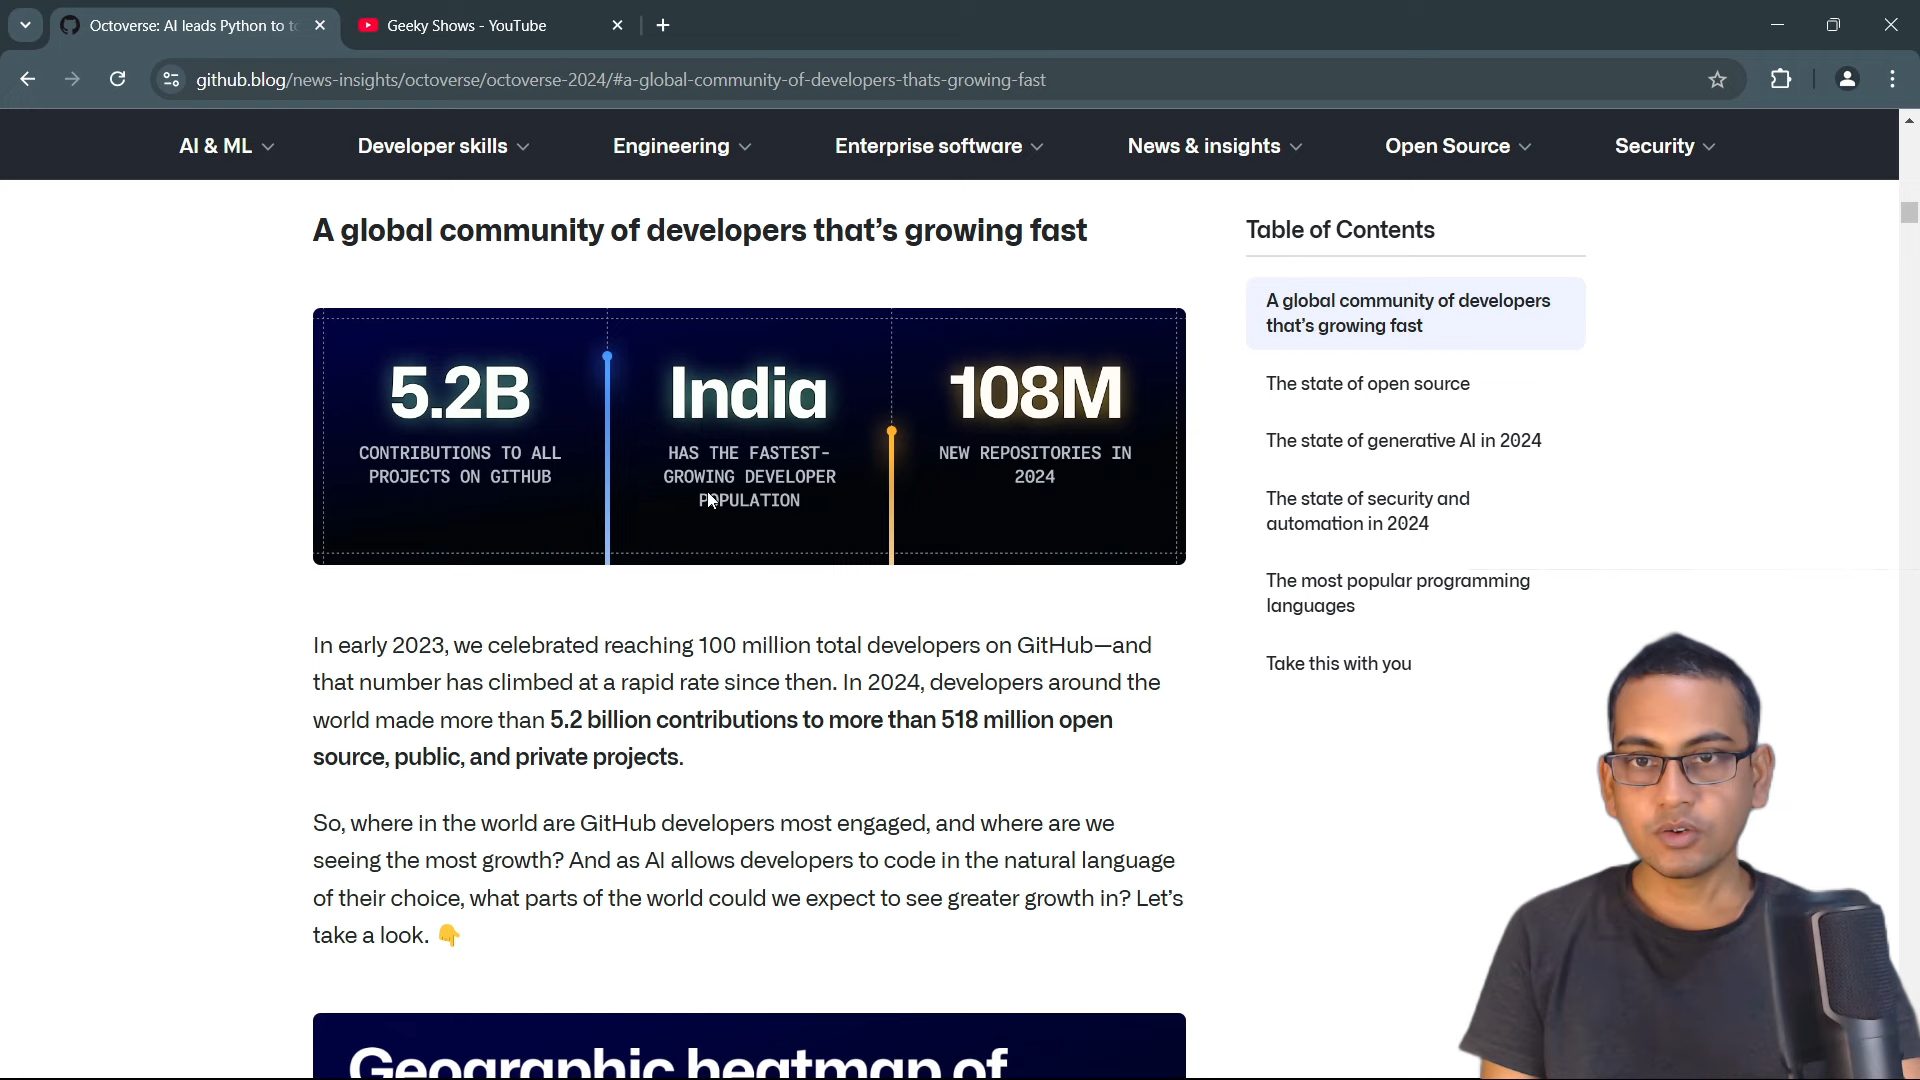 Octoverse: AI leads Python to t
Geeky Shows - YouTube
github.blog/news-insights/octoverse/octoverse-2024/#a-global-community-of-developers-thats-growing-fast
AI & ML
Developer skills
Engineering
Enterprise software
News & insights
Open Source
Security
A global community of developers that’s growing fast
5.2B
CONTRIBUTIONS TO ALL
PROJECTS ON GITHUB
India
HAS THE FASTEST-
GROWING DEVELOPER
POPULATION
108M
NEW REPOSITORIES IN
2024
In early 2023, we celebrated reaching 100 million total developers on GitHub—and
that number has climbed at a rapid rate since then. In 2024, developers around the
world made more than 5.2 billion contributions to more than 518 million open
source, public, and private projects.
So, where in the world are GitHub developers most engaged, and where are we
seeing the most growth? And as AI allows developers to code in the natural language
of their choice, what parts of the world could we expect to see greater growth in? Let’s
take a look. 👇
Geographic heatmap of
Table of Contents
A global community of developers
that’s growing fast
The state of open source
The state of generative AI in 2024
The state of security and
automation in 2024
The most popular programming
languages
Take this with you